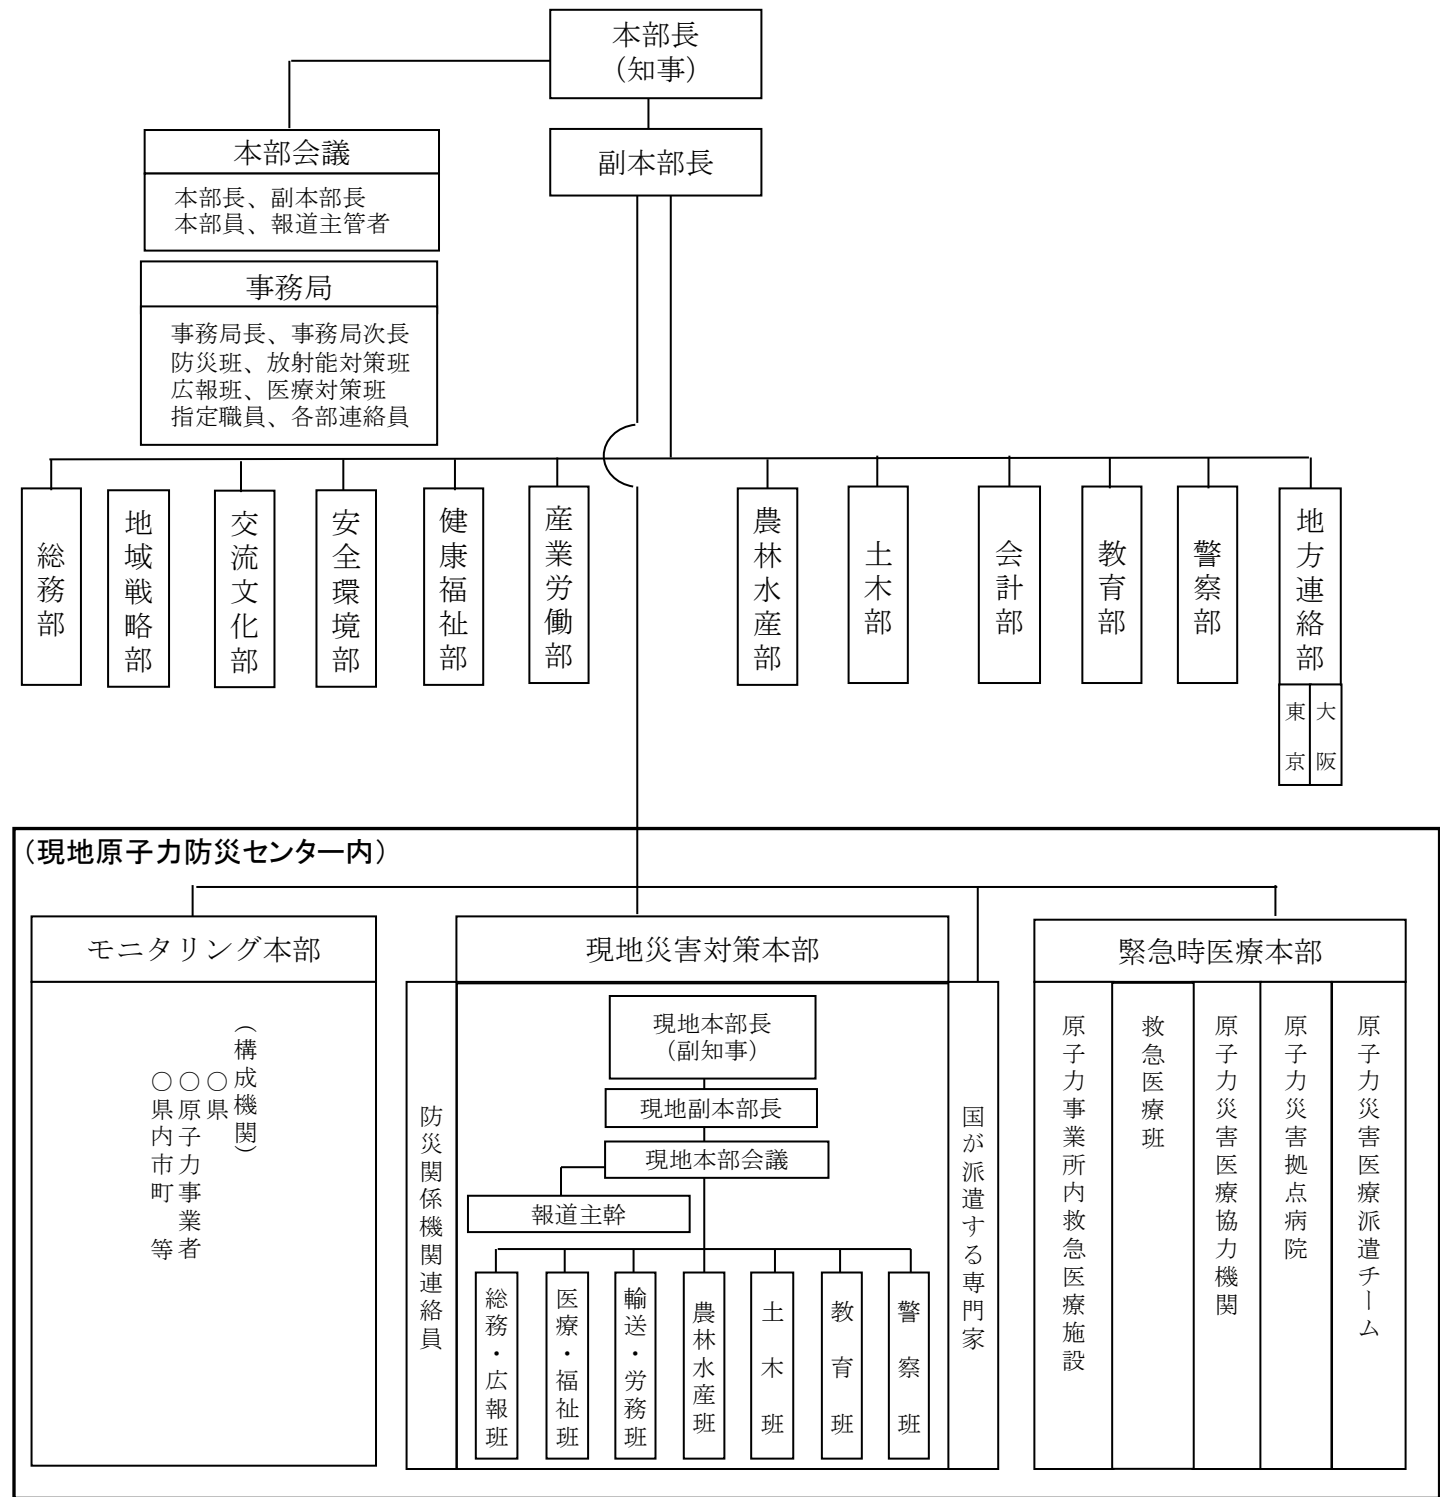 本部長
（知事）
本部会議
本部長、副本部長
本部員、報道主管者
副本部長
事務局
事務局長、事務局次長
防災班、放射能対策班
広報班、医療対策班
指定職員、各部連絡員
総務部
地域戦略部
交流文化部
安全環境部
健康福祉部
産業労働部
農林水産部
土木部
会計部
教育部
警察部
地方連絡部
東京
大阪
（現地原子力防災センター内）
モニタリング本部
（構成機関）
○県
○原子力事業者
○県内市町　等
現地災害対策本部
防災関係機関連絡員
現地本部長
（副知事）
現地副本部長
現地本部会議
報道主幹
総務・広報班
医療・福祉班
輸送・労務班
農林水産班
土木班
教育班
警察班
国が派遣する専門家
緊急時医療本部
原子力事業所内救急医療施設
救急医療班
原子力災害医療協力機関
原子力災害拠点病院
原子力災害医療派遣チーム